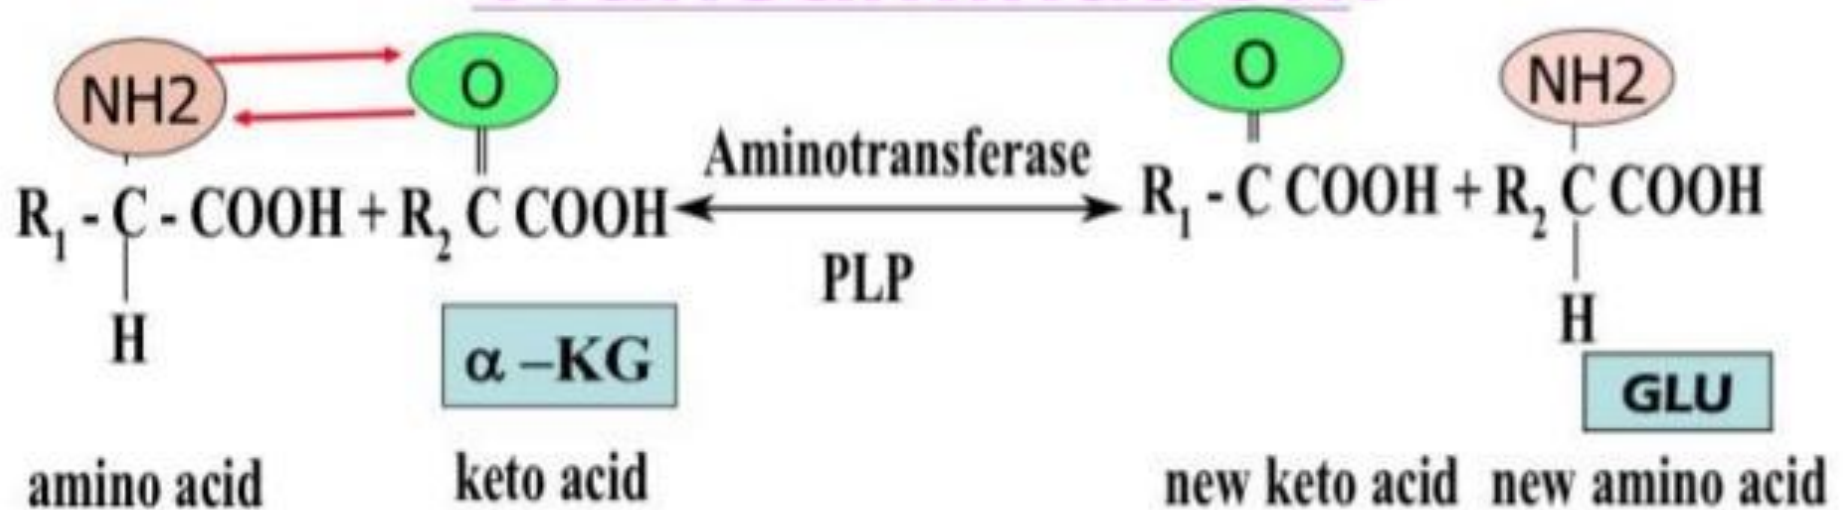 NH2 O O NH2
Aminotransferase
R₁ - C - COOH + R₂ C COOH R₁ - C COOH + R₂ C COOH
PLP
H H
α –KG
GLU
amino acid keto acid new keto acid new amino acid